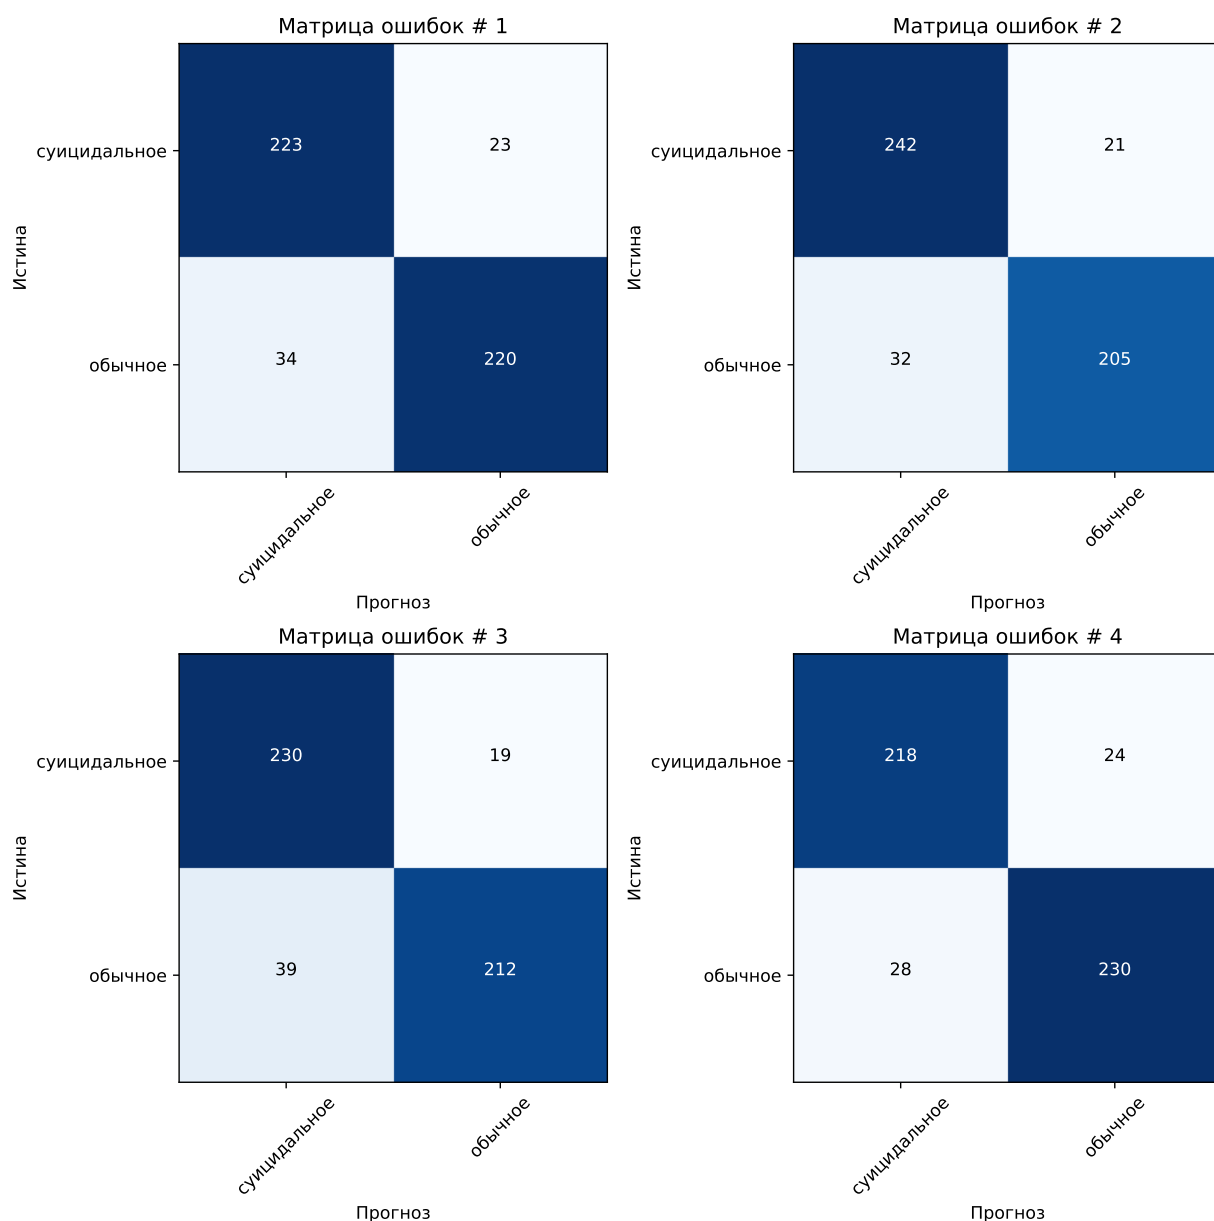 Матрица ошибок # 1
суицидальное
223
23
Истина
обычное
34
220
суицидальное
обычное
Прогноз
Матрица ошибок # 2
суицидальное
242
21
Истина
обычное
32
205
суицидальное
обычное
Прогноз
Матрица ошибок # 3
суицидальное
230
19
Истина
обычное
39
212
суицидальное
обычное
Прогноз
Матрица ошибок # 4
суицидальное
218
24
Истина
обычное
28
230
суицидальное
обычное
Прогноз